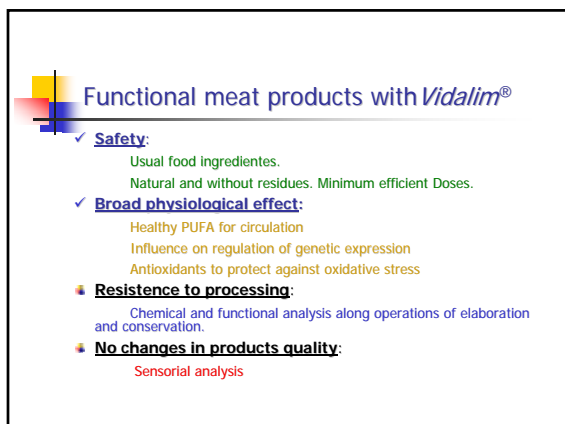 Functional meat products with Vidalim®
✓ Safety:
Usual food ingredientes.
Natural and without residues. Minimum efficient Doses.
✓ Broad physiological effect:
Healthy PUFA for circulation
Influence on regulation of genetic expression
Antioxidants to protect against oxidative stress
Resistence to processing:
Chemical and functional analysis along operations of elaboration
and conservation.
No changes in products quality:
Sensorial analysis